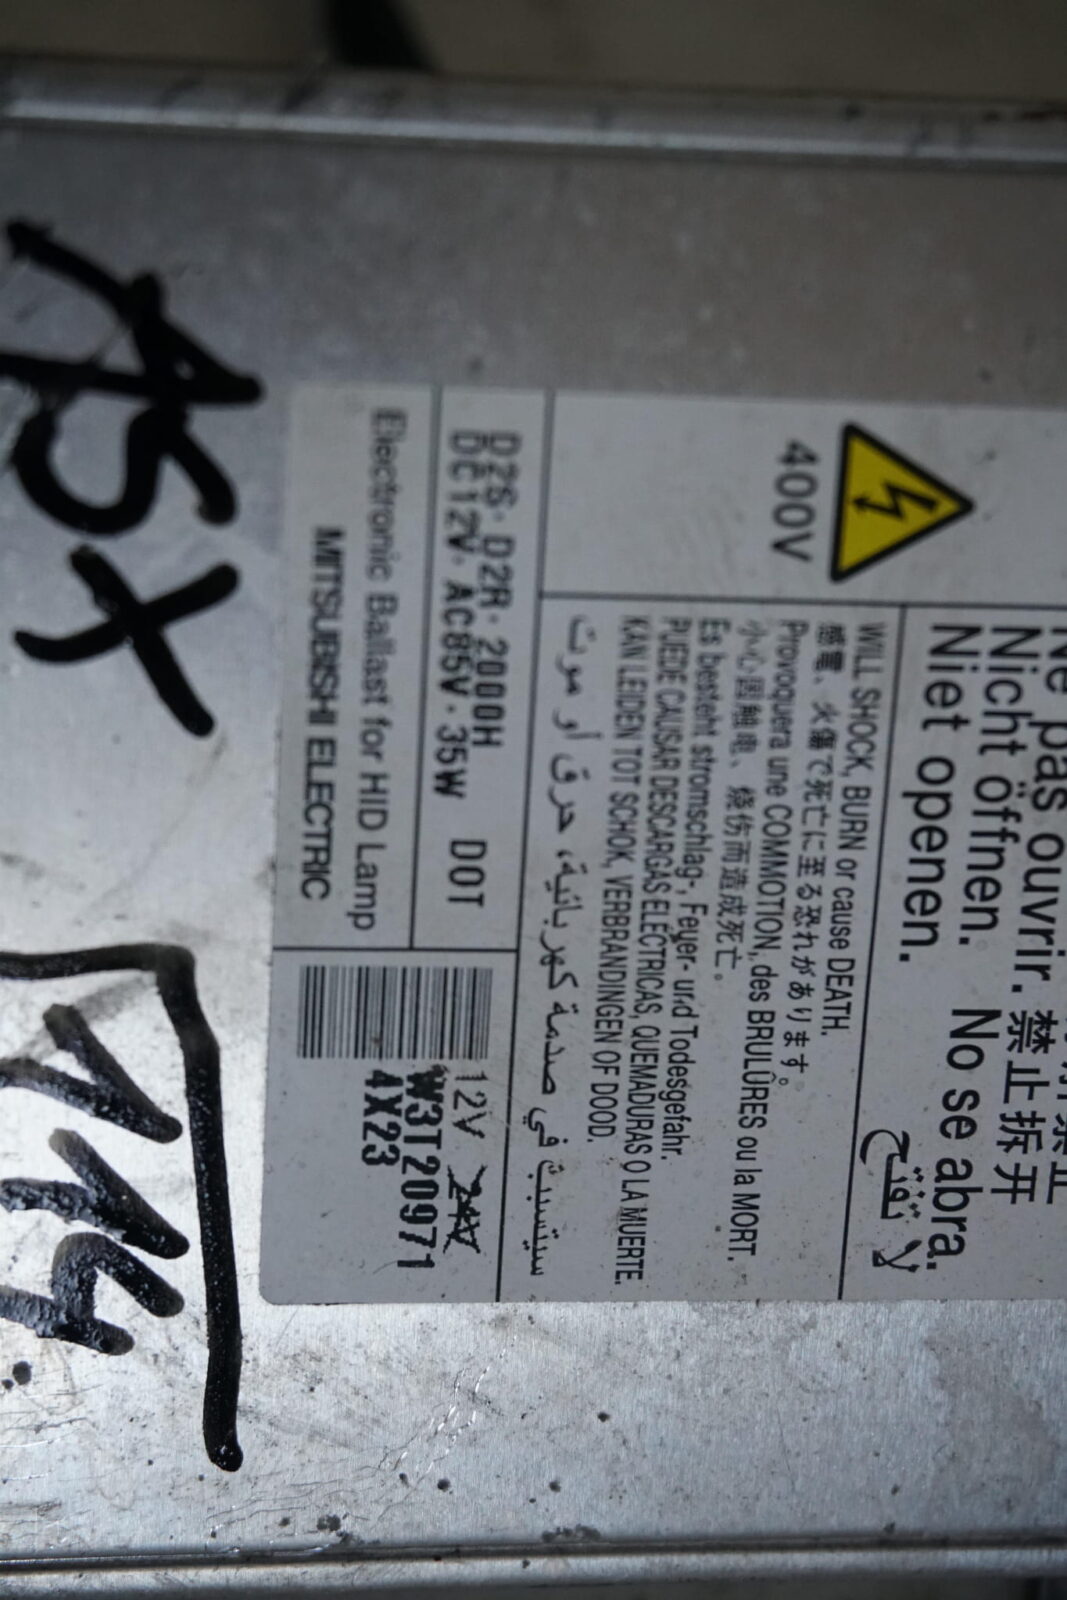 Nicht öffnen. 禁止拆开
Niet openen. No se abra.
لا تفتح
400V
WILL SHOCK, BURN or cause DEATH.
感電、火傷で死亡に至る恐れがあります。
Provoquera une COMMOTION, des BRULÛRES ou la MORT.
小心困触电、烧伤而造成死亡。
Es besteht stromschlag-, Feuer- und Todesgefahr.
PUEDE CAUSAR DESCARGAS ELÉCTRICAS, QUEMADURAS O LA MUERTE.
KAN LEIDEN TOT SCHOK, VERBRANDINGEN OF DOOD.
سيتسبب في صدمة كهربائية، حرق أو موت
D2S・D2R・2000H
DC12V・AC85V・35W DOT
Electronic Ballast for HID Lamp
MITSUBISHI ELECTRIC
12V 24V
W3T20971
4X23
ASX